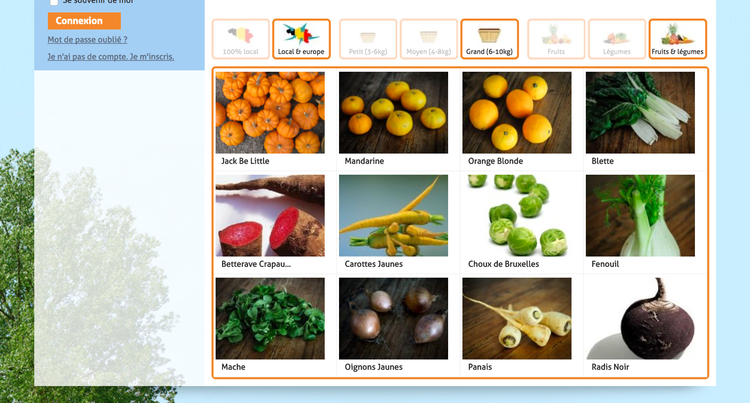 Se souvenir de moi
Connexion
Mot de passe oublié ?
Je n'ai pas de compte. Je m'inscris.
100% local
Local & europe
Petit (3-6kg)
Moyen (4-8kg)
Grand (6-10kg)
Fruits
Légumes
Fruits & légumes
Jack Be Little
Mandarine
Orange Blonde
Blette
Betterave Crapau...
Carottes Jaunes
Choux de Bruxelles
Fenouil
Mache
Oignons Jaunes
Panais
Radis Noir